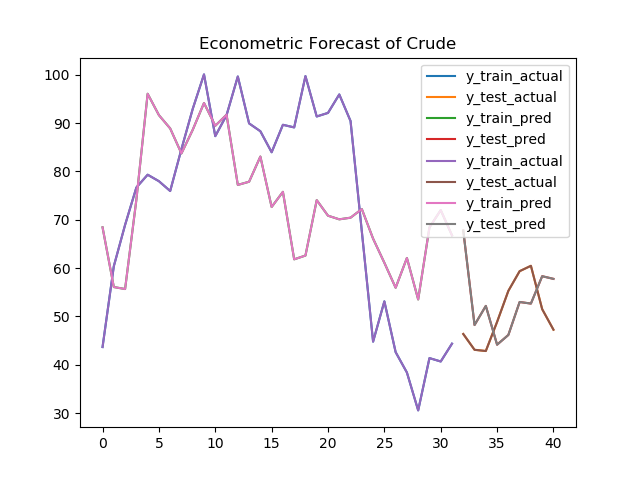 Econometric Forecast of Crude
100
90
80
70
60
50
40
30
0
5
10
15
20
25
30
35
40
y_train_actual
y_test_actual
y_train_pred
y_test_pred
y_train_actual
y_test_actual
y_train_pred
y_test_pred